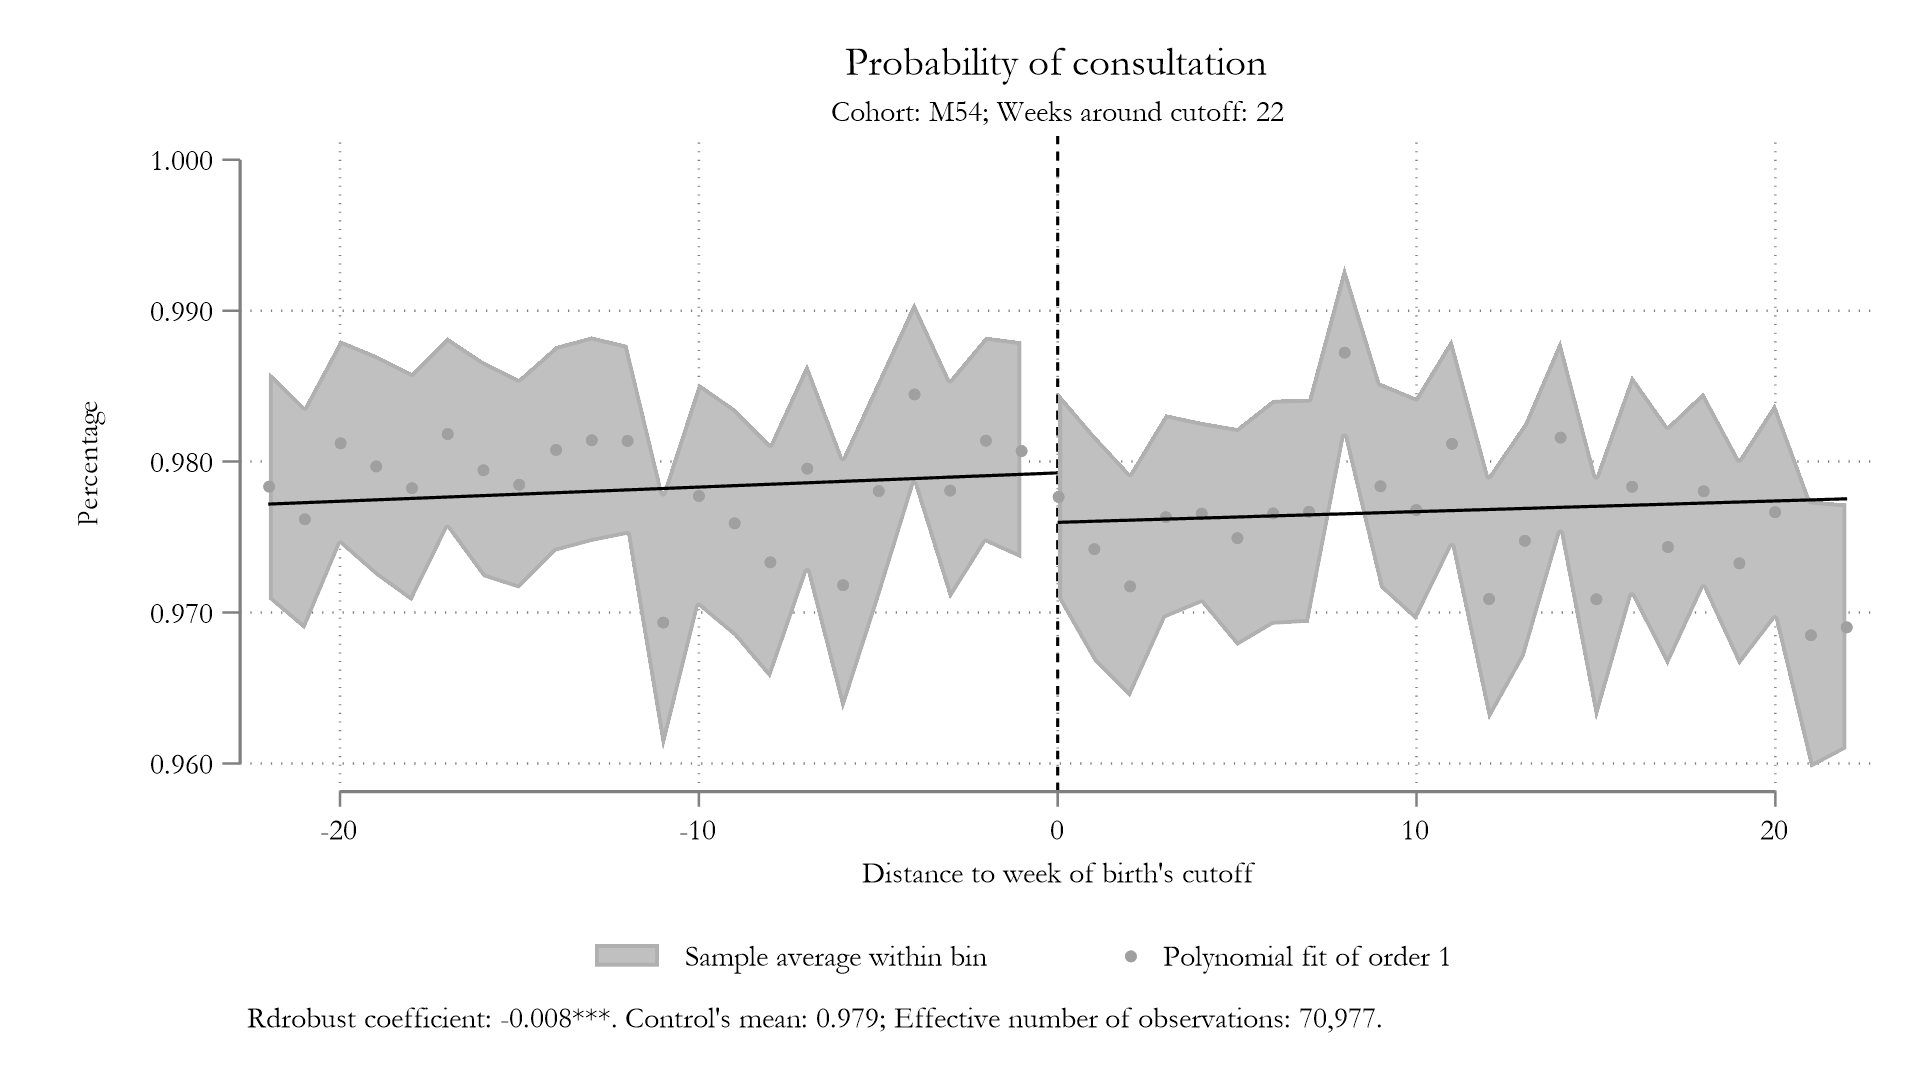 Probability of consultation
Cohort: M54; Weeks around cutoff: 22
1.000
0.990
0.980
0.970
0.960
Percentage
-20 -10 0 10 20
Distance to week of birth's cutoff
Sample average within bin Polynomial fit of order 1
Rdrobust coefficient: -0.008***. Control's mean: 0.979; Effective number of observations: 70,977.